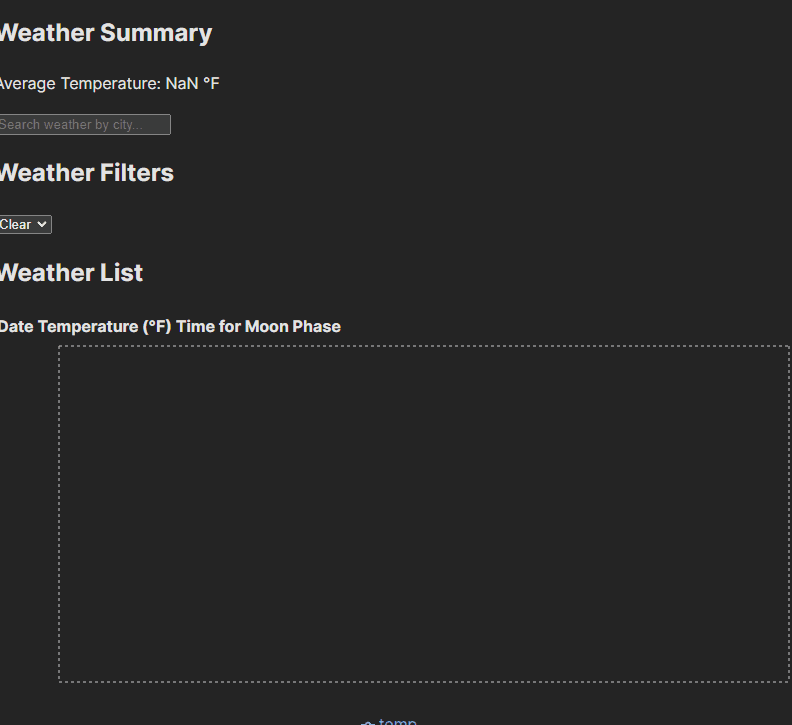 Weather Summary
Average Temperature: NaN °F
Search weather by city...
Weather Filters
Clear
Weather List
Date Temperature (°F) Time for Moon Phase
temp